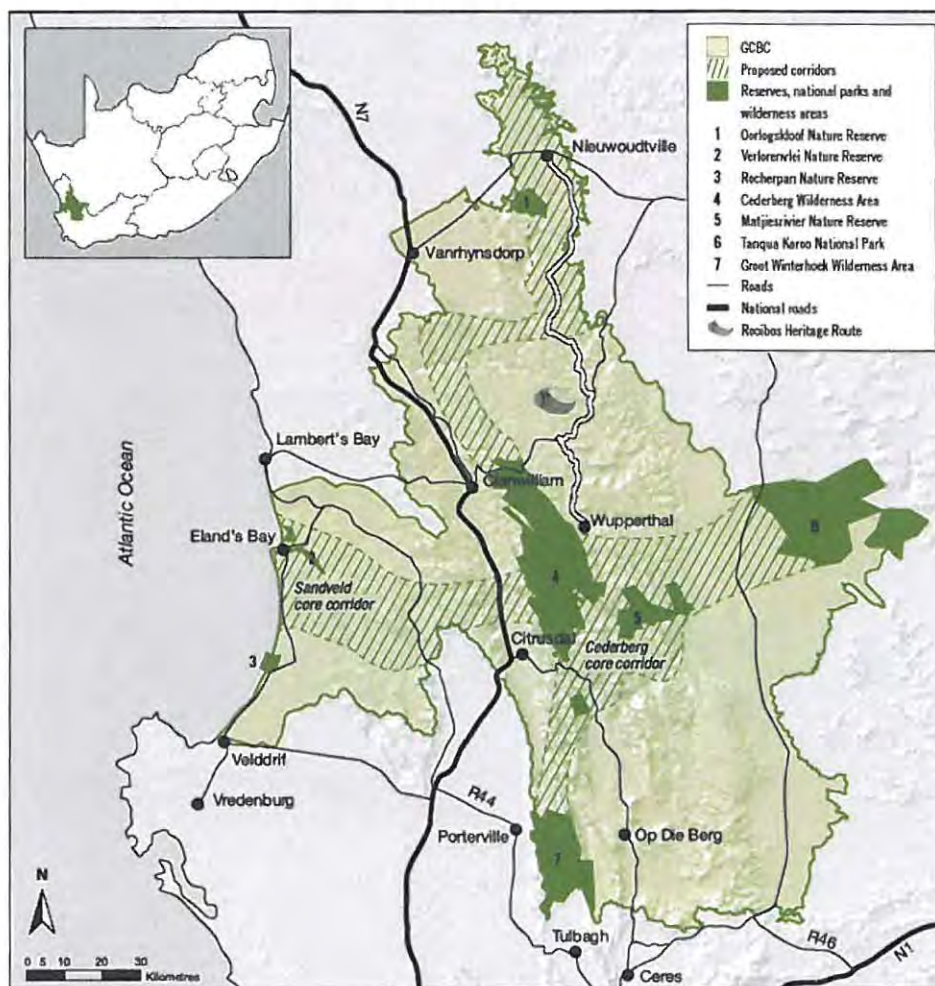 GCBC
Proposed corridors
Reserves, national parks and
wilderness areas
1 Oorlogskloof Nature Reserve
2 Verlorenvlei Nature Reserve
3 Rocherpan Nature Reserve
4 Cederberg Wilderness Area
5 Matjiesrivier Nature Reserve
6 Tanqua Karoo National Park
7 Groot Winterhoek Wilderness Area
Roads
National roads
Rooibos Heritage Route
N7
Nieuwoudtville
1
Vanrhynsdorp
Atlantic Ocean
Lambert's Bay
Clanwilliam
Wupperthal
6
Eland's Bay
2
Sandveld
core corridor
4
5
Citrusdal
Cederberg
core corridor
3
Velddrif
Vredenburg
R44
Porterville
Op Die Berg
7
N
Tulbagh
R46
N1
Ceres
0 5 10 20 30
Kilometres